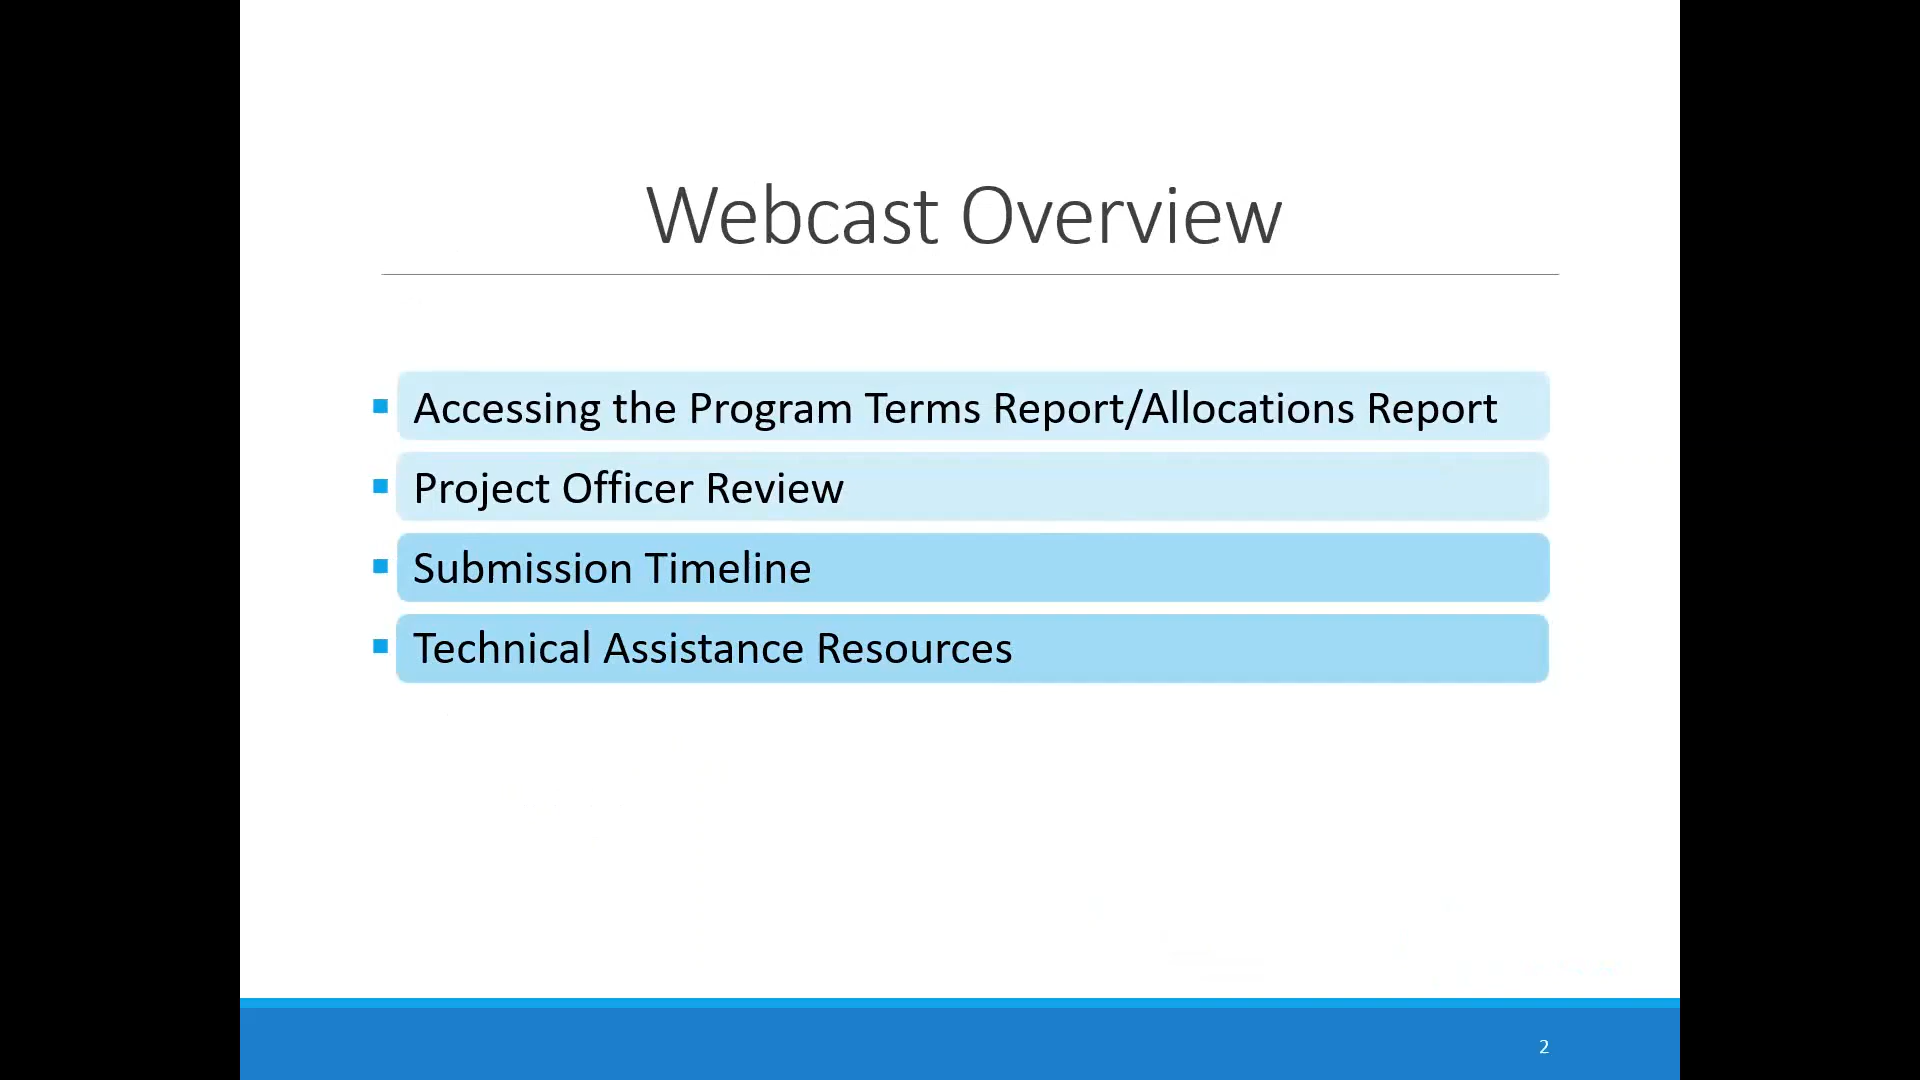 Webcast Overview
Accessing the Program Terms Report/Allocations Report
Project Officer Review
Submission Timeline
Technical Assistance Resources
2